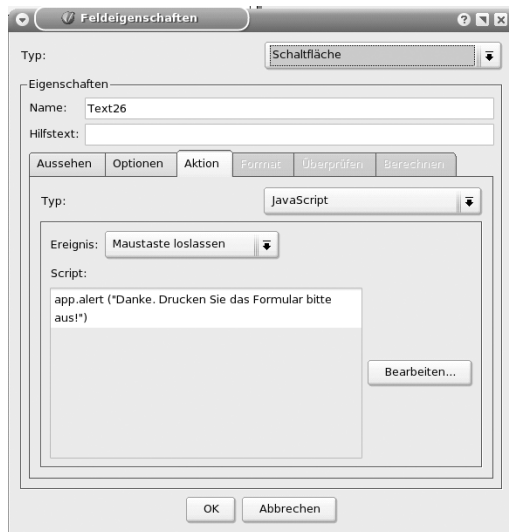 Feldeigenschaften
Typ: Schaltfläche
Eigenschaften
Name: Text26
Hilfstext:
Aussehen Optionen Aktion Format Überprüfen Berechnen
Typ: JavaScript
Ereignis: Maustaste loslassen
Script:
app.alert ("Danke. Drucken Sie das Formular bitte
aus!")
Bearbeiten...
OK Abbrechen